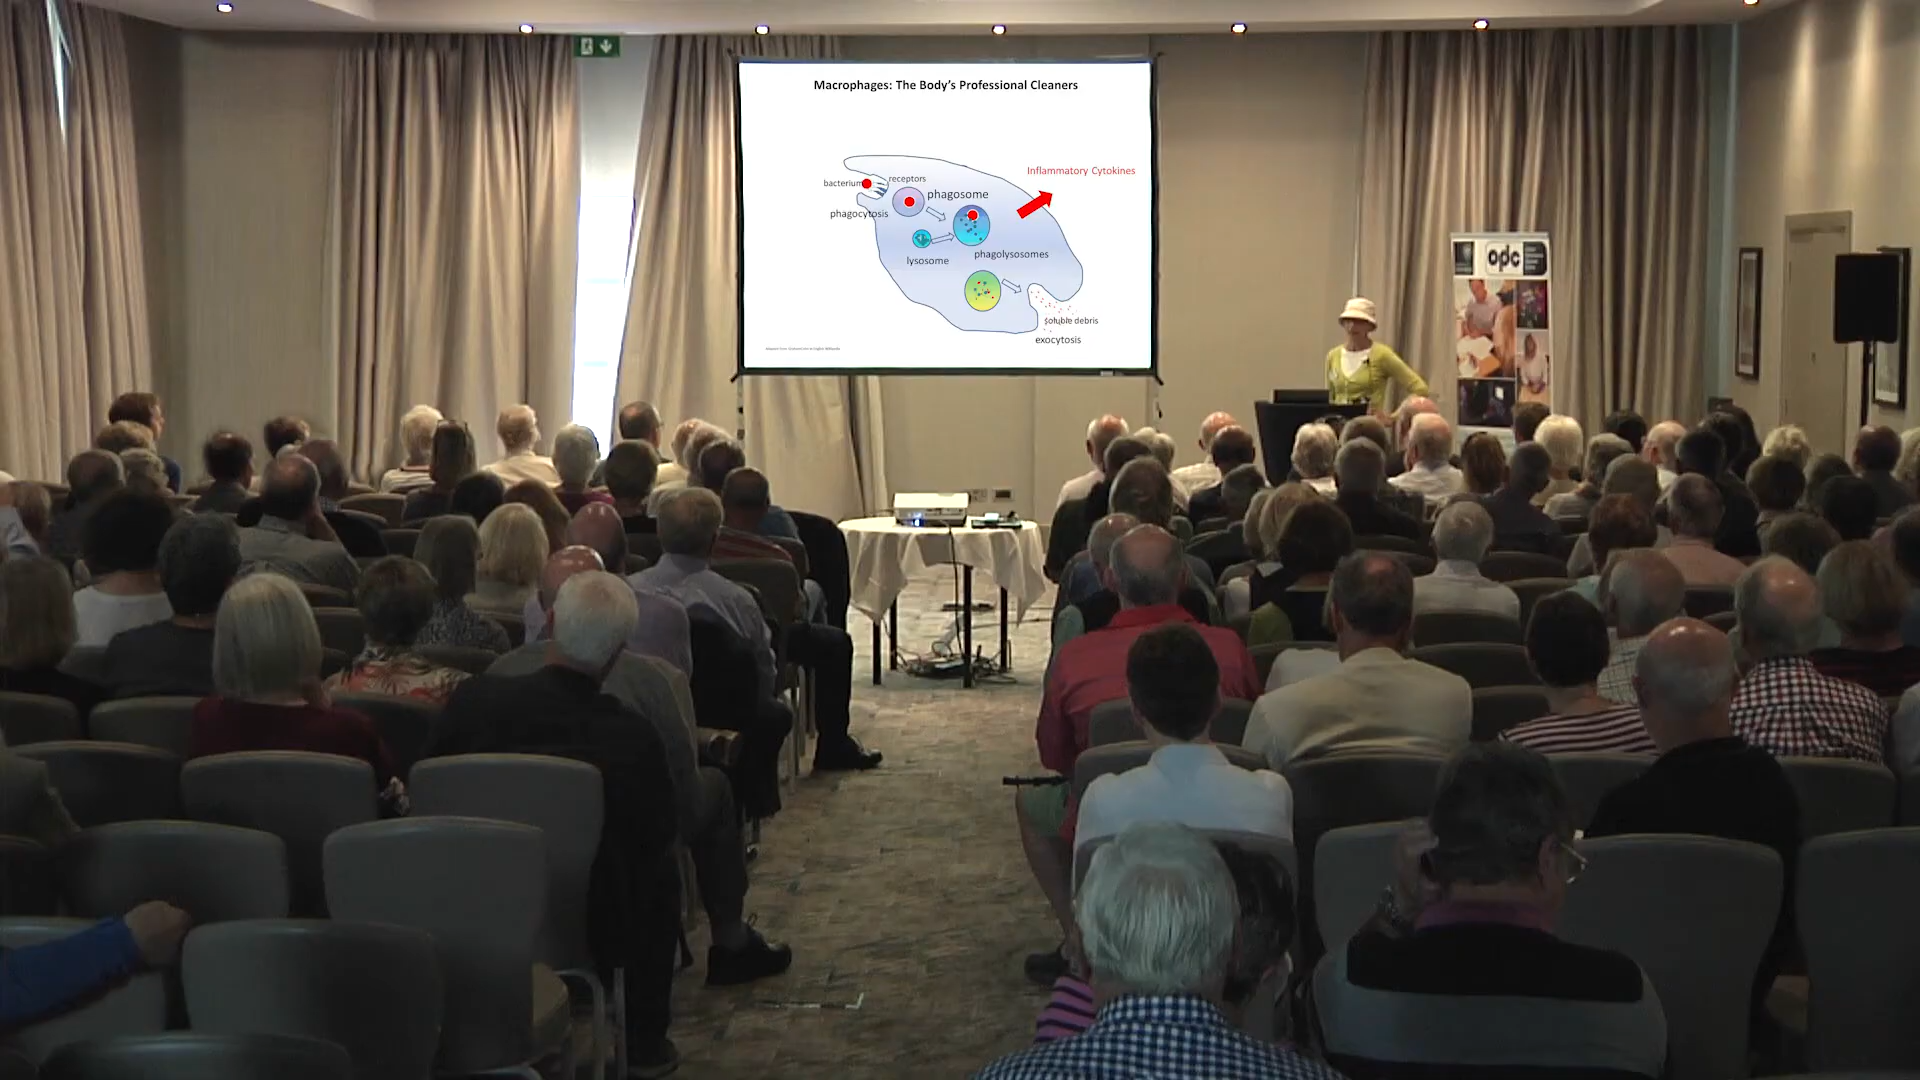 Macrophages: The Body's Professional Cleaners
Inflammatory Cytokines
bacterium
receptors
phagosome
phagocytosis
lysosome
phagolysosomes
soluble debris
exocytosis
opc